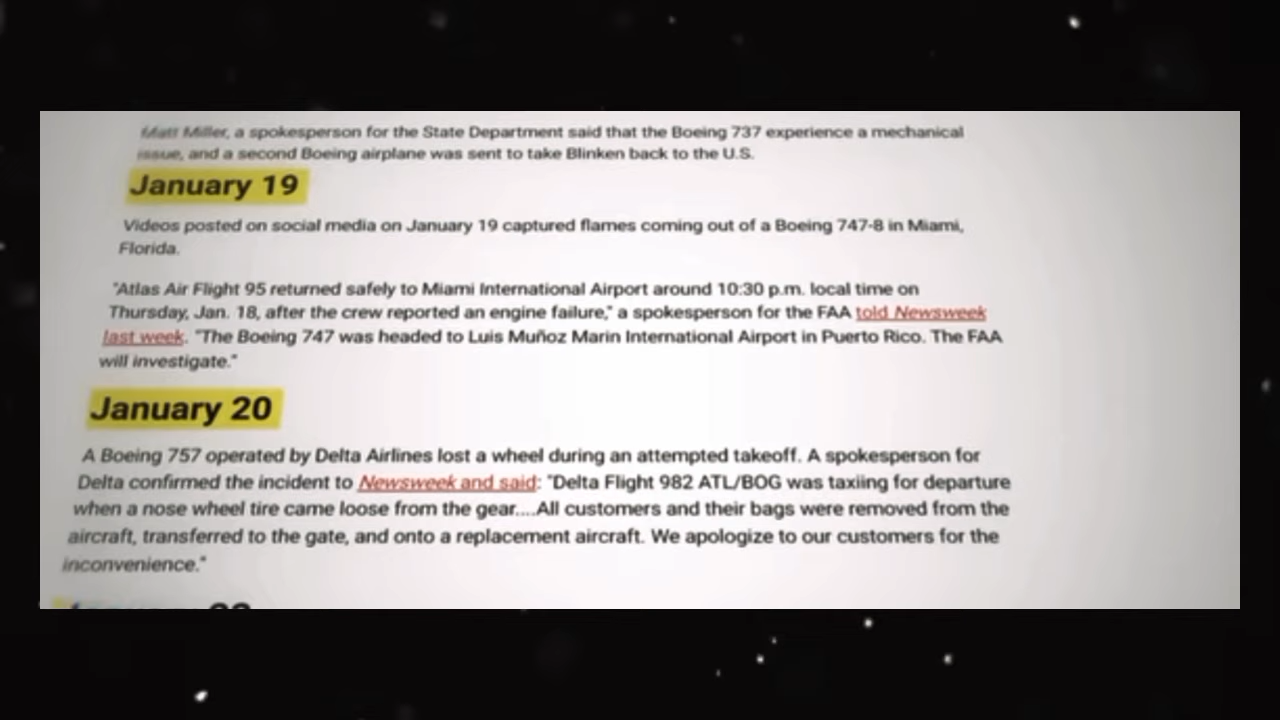 Matt Miller, a spokesperson for the State Department said that the Boeing 737 experience a mechanical
issue, and a second Boeing airplane was sent to take Blinken back to the U.S.
January 19
Videos posted on social media on January 19 captured flames coming out of a Boeing 747-8 in Miami,
Florida.
"Atlas Air Flight 95 returned safely to Miami International Airport around 10:30 p.m. local time on
Thursday, Jan. 18, after the crew reported an engine failure," a spokesperson for the FAA told Newsweek
last week. "The Boeing 747 was headed to Luis Muñoz Marin International Airport in Puerto Rico. The FAA
will investigate."
January 20
A Boeing 757 operated by Delta Airlines lost a wheel during an attempted takeoff. A spokesperson for
Delta confirmed the incident to Newsweek and said: "Delta Flight 982 ATL/BOG was taxiing for departure
when a nose wheel tire came loose from the gear....All customers and their bags were removed from the
aircraft, transferred to the gate, and onto a replacement aircraft. We apologize to our customers for the
inconvenience."